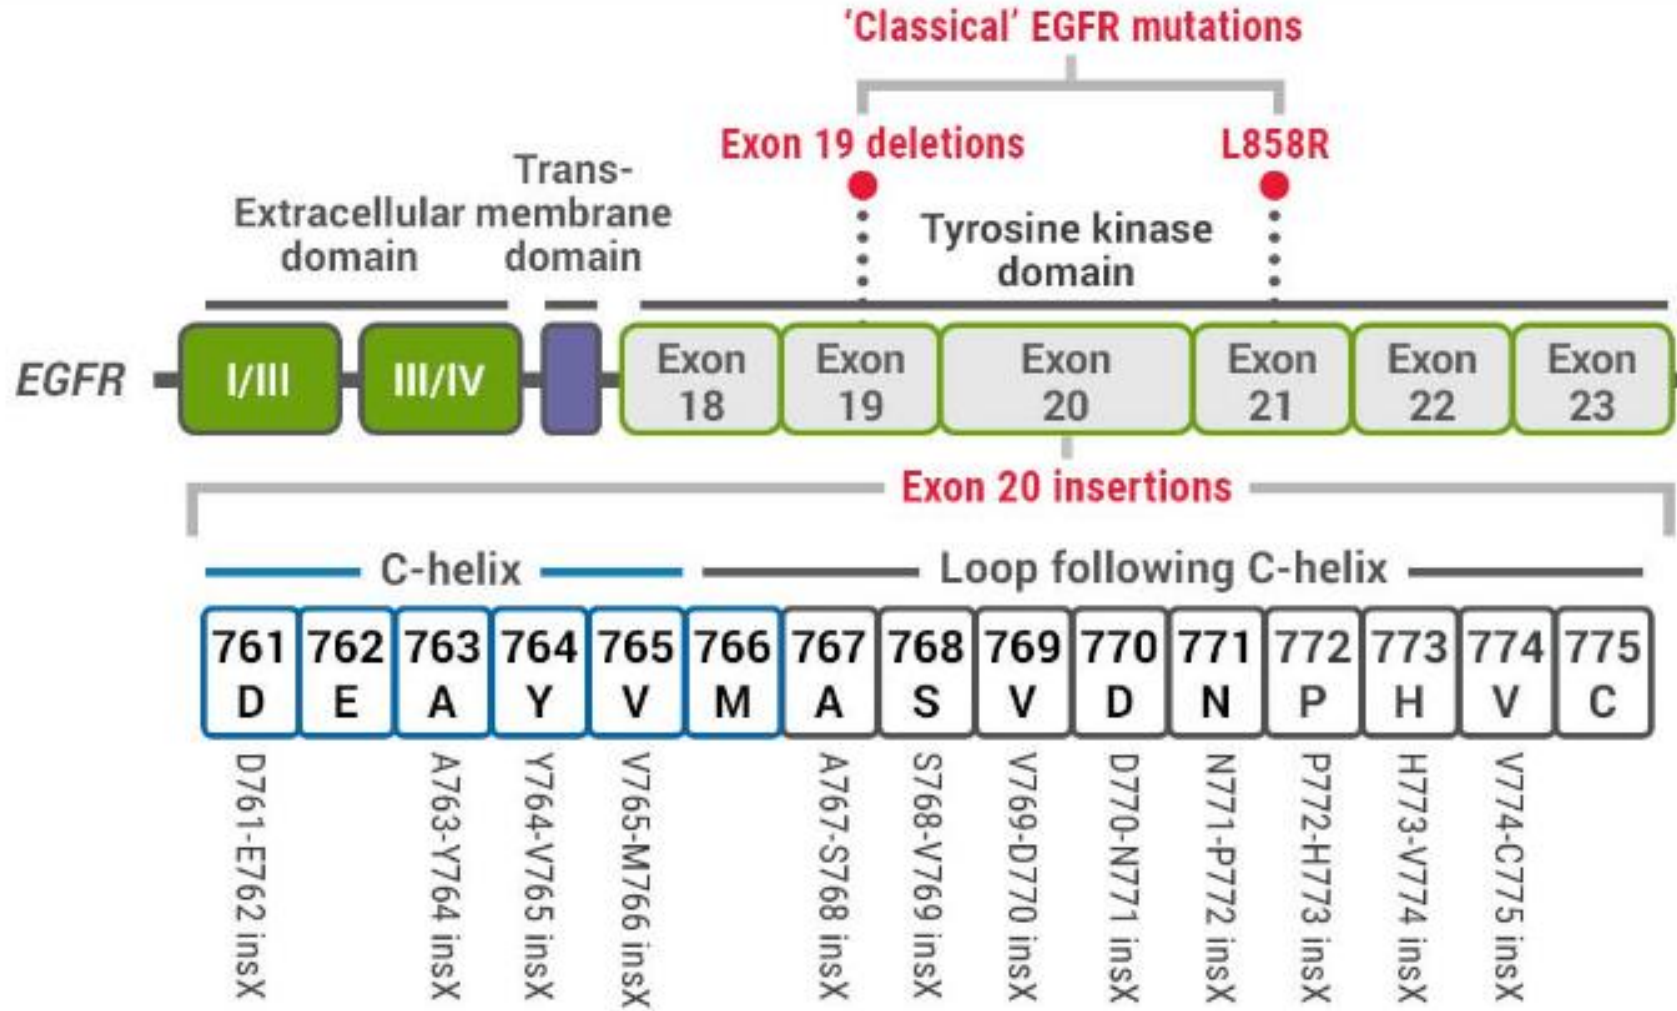 'Classical' EGFR mutations
Exon 19 deletions
L858R
Trans-
Extracellular membrane
domain
domain
Tyrosine kinase
domain
EGFR
I/III
III/IV
Exon
18
Exon
19
Exon
20
Exon
21
Exon
22
Exon
23
Exon 20 insertions
C-helix
Loop following C-helix
761 762 763 764 765 766 767 768 769 770 771 772 773 774 775
D E A Y V M A S V D N P H V C
D761-E762 insX
A763-Y764 insX
Y764-V765 insX
V765-M766 insX
A767-S768 insX
S768-V769 insX
V769-D770 insX
D770-N771 insX
N771-P772 insX
P772-H773 insX
H773-V774 insX
V774-C775 insX